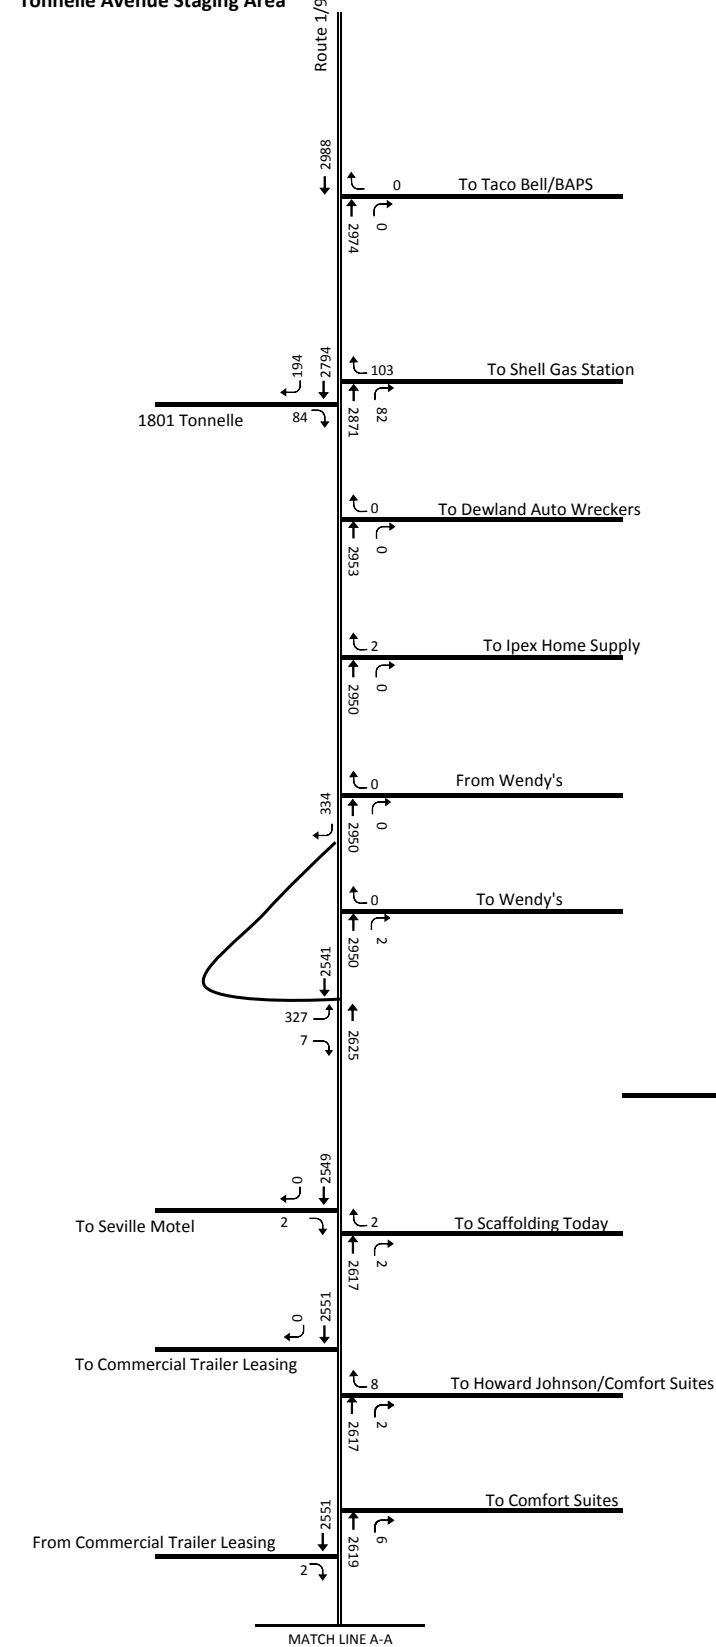 Tonnelle Avenue Staging Area
Route 1/9
2988
0
To Taco Bell/BAPS
2974
0
194
2794
103
To Shell Gas Station
1801 Tonnelle
84
2871
82
0
To Dewland Auto Wreckers
2953
0
2
To Ipex Home Supply
2950
0
0
From Wendy's
334
2950
0
0
To Wendy's
2950
2
2541
327
7
2625
0
2549
To Seville Motel
2
2
To Scaffolding Today
2617
2
0
2551
To Commercial Trailer Leasing
8
To Howard Johnson/Comfort Suites
2617
2
To Comfort Suites
2551
2619
6
From Commercial Trailer Leasing
2
MATCH LINE A-A